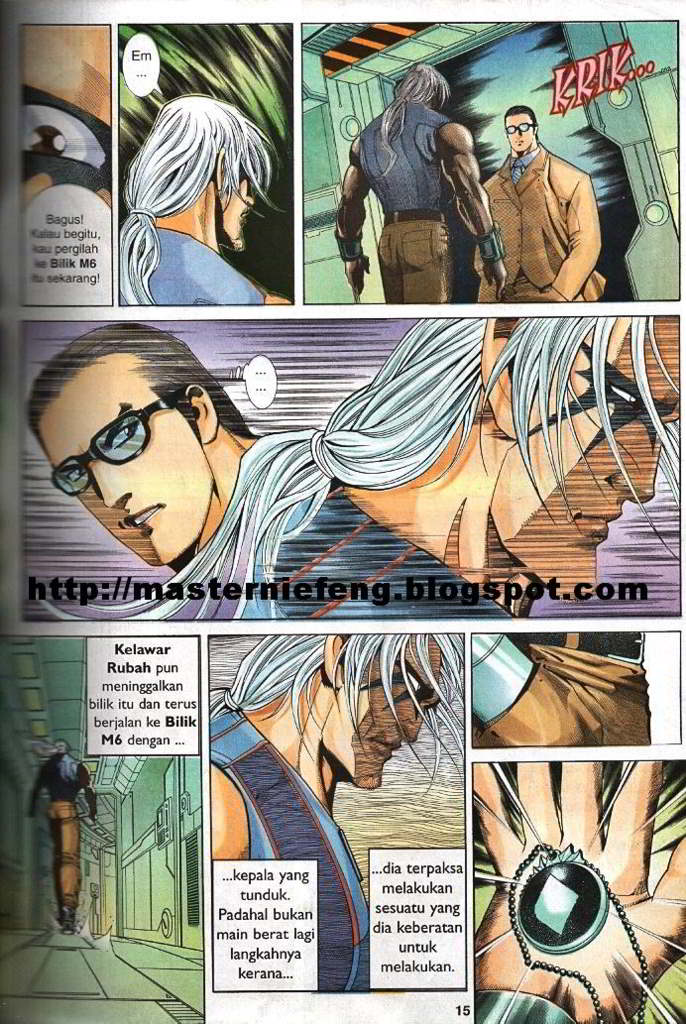 Bagus!
Kalau begitu,
kau pergilah
ke Bilik M6
itu sekarang!
Em
...
KRIK...
...
...
http://masterniefeng.blogspot.com
Kelawar
Rubah pun
meninggalkan
bilik itu dan terus
berjalan ke Bilik
M6 dengan ...
...kepala yang
tunduk.
Padahal bukan
main berat lagi
langkahnya
kerana...
...dia terpaksa
melakukan
sesuatu yang
dia keberatan
untuk
melakukan.
15